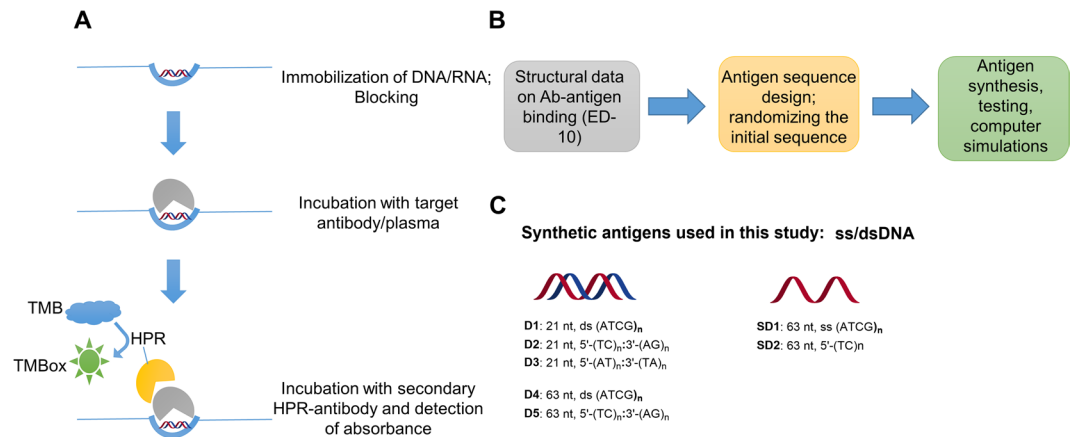 A
Immobilization of DNA/RNA;
Blocking
Incubation with target
antibody/plasma
TMB
HPR
TMBox
Incubation with secondary
HPR-antibody and detection
of absorbance
B
Structural data
on Ab-antigen
binding (ED-
10)
Antigen sequence
design;
randomizing the
initial sequence
Antigen
synthesis,
testing,
computer
simulations
C
Synthetic antigens used in this study: ss/dsDNA
D1: 21 nt, ds (ATCG)n
D2: 21 nt, 5'-(TC)n:3'-(AG)n
D3: 21 nt, 5'-(AT)n:3'-(TA)n
D4: 63 nt, ds (ATCG)n
D5: 63 nt, 5'-(TC)n:3'-(AG)n
SD1: 63 nt, ss (ATCG)n
SD2: 63 nt, 5'-(TC)n